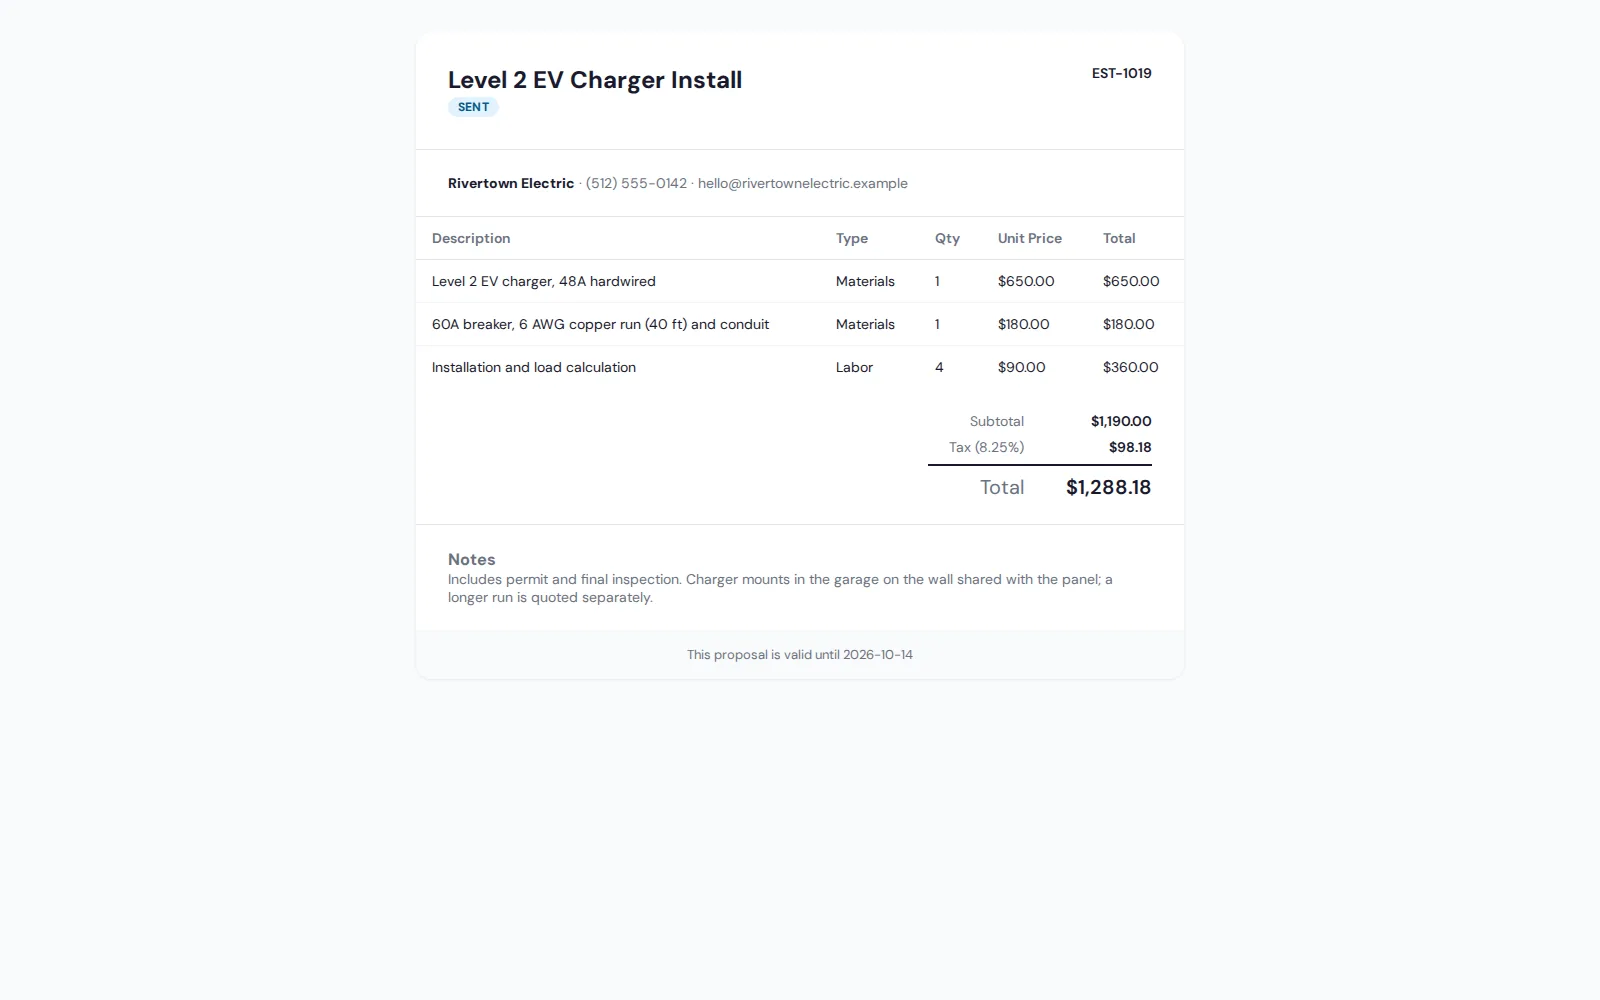 Level 2 EV Charger Install
EST-1019
SENT
Rivertown Electric · (512) 555-0142 · hello@rivertownelectric.example
Description Type Qty Unit Price Total
Level 2 EV charger, 48A hardwired Materials 1 $650.00 $650.00
60A breaker, 6 AWG copper run (40 ft) and conduit Materials 1 $180.00 $180.00
Installation and load calculation Labor 4 $90.00 $360.00
Subtotal $1,190.00
Tax (8.25%) $98.18
Total $1,288.18
Notes
Includes permit and final inspection. Charger mounts in the garage on the wall shared with the panel; a
longer run is quoted separately.
This proposal is valid until 2026-10-14